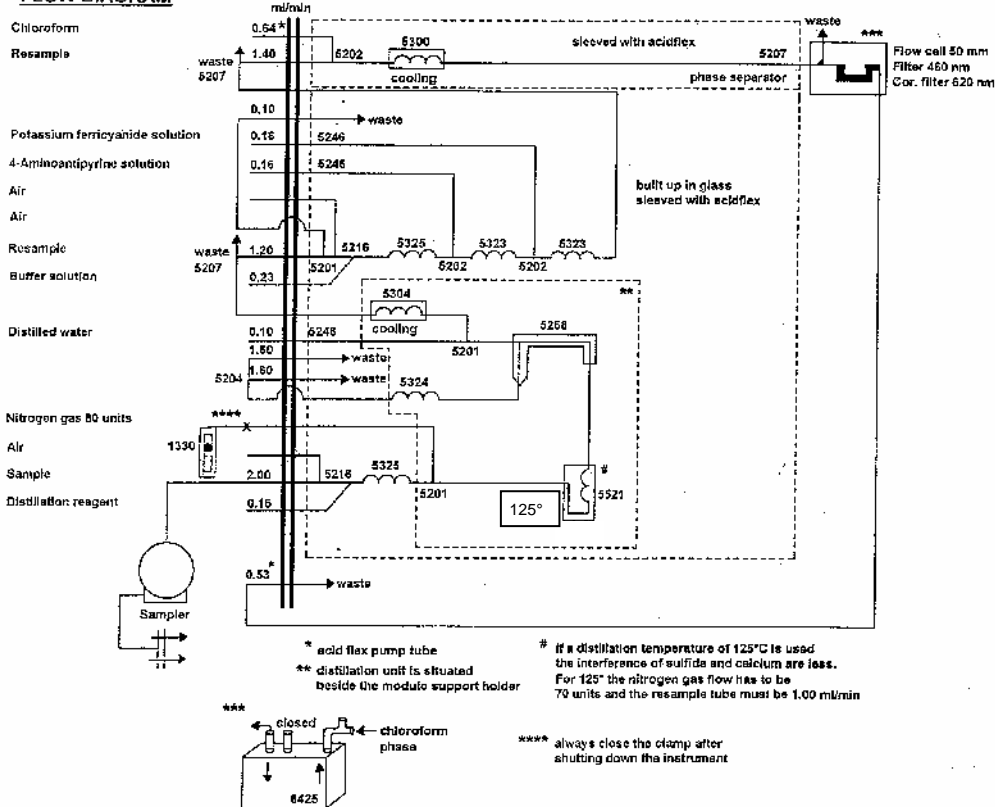 FLOW DIAGRAM
ml/min
Chloroform
0.64 *
Resample
1.40
5202
5300
cooling
sleeved with acidflex
5207
phase separator
waste
***
waste
5207
Flow cell 50 mm
Filter 460 nm
Cor. filter 620 nm
0.10
waste
Potassium ferricyanide solution
0.16
5246
4-Aminoantipyrine solution
0.16
5246
Air
Air
built up in glass
sleeved with acidflex
Resample
waste
5207
1.20
5201
5216
5325
5202
5323
5202
5323
Buffer solution
0.23
5304
cooling
**
Distilled water
0.10
5246
5201
5268
1.60
waste
5204
1.60
waste
5324
Nitrogen gas 80 units
****
x
1330
Air
Sample
2.00
5216
5325
5201
#
5521
125°
Distillation reagent
0.16
Sampler
0.53 *
waste
* acid flex pump tube
** distillation unit is situated
beside the module support holder
# if a distillation temperature of 125°C is used
the interference of sulfide and calcium are less.
For 125° the nitrogen gas flow has to be
70 units and the resample tube must be 1.00 ml/min
***
closed
chloroform
phase
6425
**** always close the clamp after
shutting down the instrument